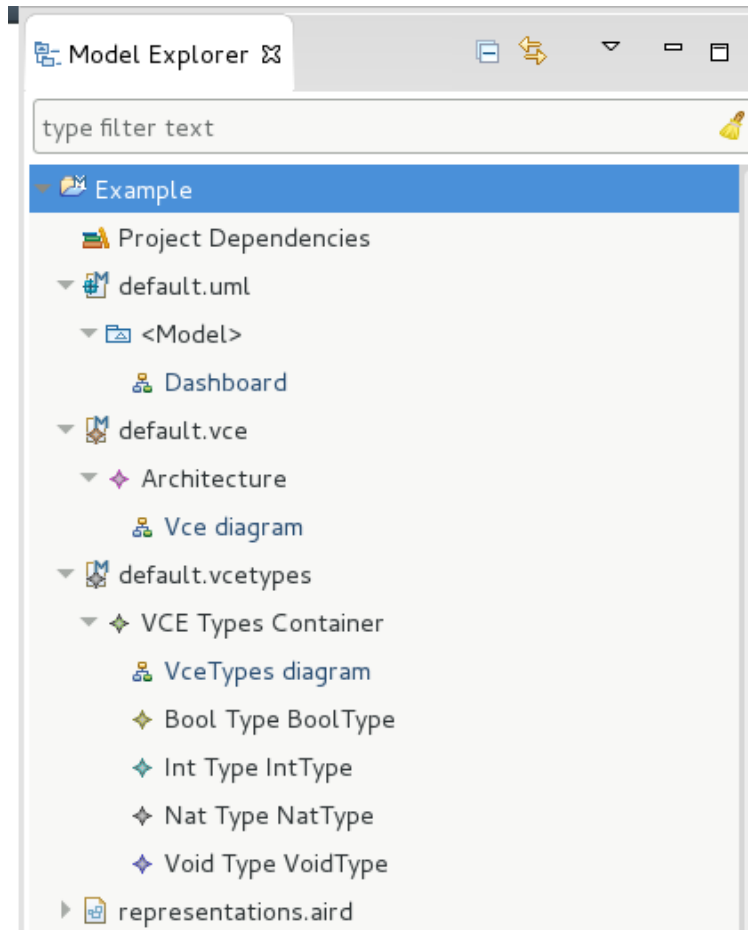 Model Explorer
type filter text
Example
Project Dependencies
default.uml
<Model>
Dashboard
default.vce
Architecture
Vce diagram
default.vcetypes
VCE Types Container
VceTypes diagram
Bool Type BoolType
Int Type IntType
Nat Type NatType
Void Type VoidType
representations.aird